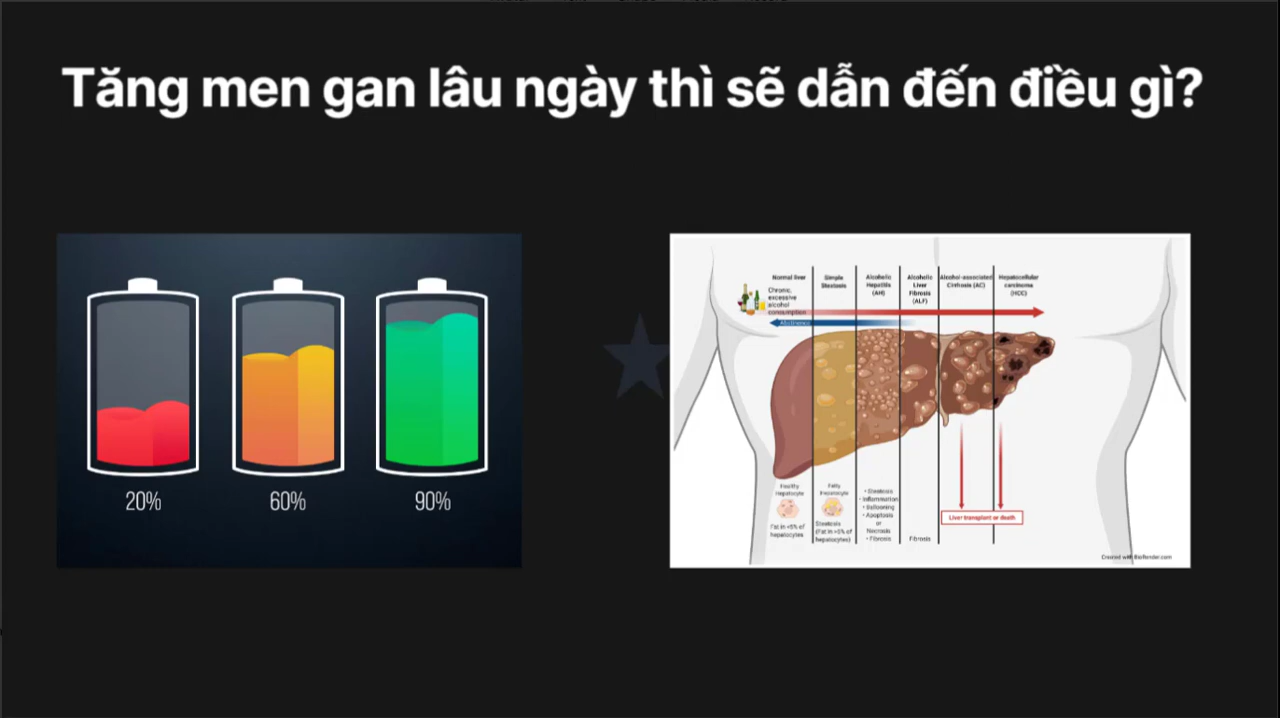 Tăng men gan lâu ngày thì sẽ dẫn đến điều gì?
20%
60%
90%
Normal liver
Simple
Steatosis
Alcoholic
Hepatitis
(AH)
Alcoholic
Liver
Fibrosis
(ALF)
Alcohol-associated
Cirrhosis (AC)
Hepatocellular
carcinoma
(HCC)
Chronic,
excessive
alcohol
consumption
Abstinence
Healthy
Hepatocyte
Fat in <5% of
hepatocytes
Fatty
Hepatocyte
Steatosis
(Fat in >5% of
hepatocytes)
• Steatosis
• Inflammation
• Ballooning
• Apoptosis
or
Necrosis
• Fibrosis
Fibrosis
Liver transplant or death
Created with BioRender.com